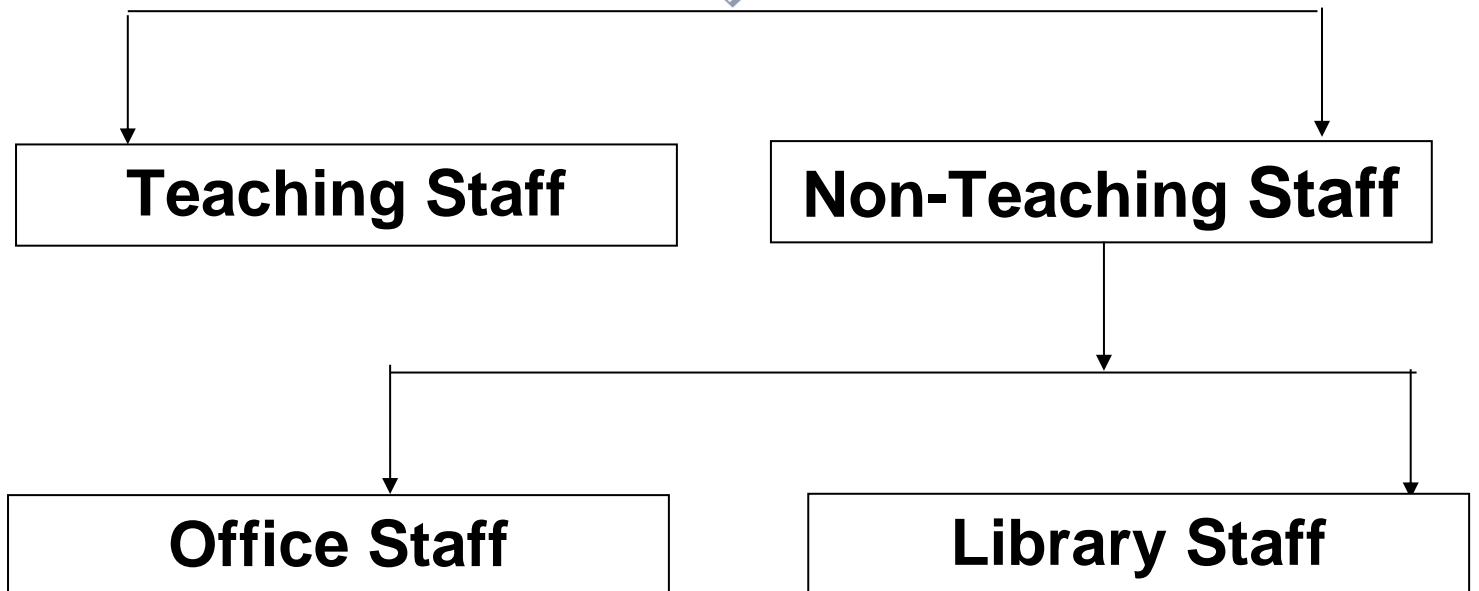 Teaching Staff
Non-Teaching Staff
Office Staff
Library Staff